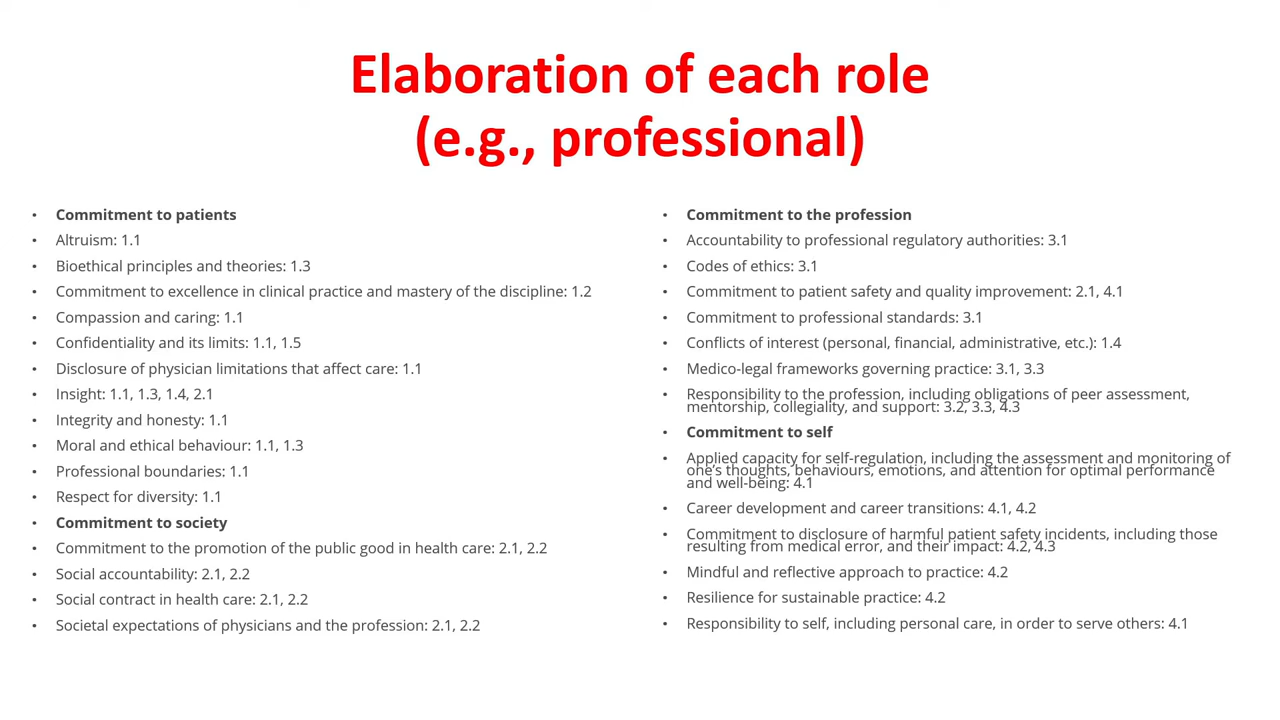 Elaboration of each role
(e.g., professional)
• Commitment to patients
• Altruism: 1.1
• Bioethical principles and theories: 1.3
• Commitment to excellence in clinical practice and mastery of the discipline: 1.2
• Compassion and caring: 1.1
• Confidentiality and its limits: 1.1, 1.5
• Disclosure of physician limitations that affect care: 1.1
• Insight: 1.1, 1.3, 1.4, 2.1
• Integrity and honesty: 1.1
• Moral and ethical behaviour: 1.1, 1.3
• Professional boundaries: 1.1
• Respect for diversity: 1.1
• Commitment to society
• Commitment to the promotion of the public good in health care: 2.1, 2.2
• Social accountability: 2.1, 2.2
• Social contract in health care: 2.1, 2.2
• Societal expectations of physicians and the profession: 2.1, 2.2
• Commitment to the profession
• Accountability to professional regulatory authorities: 3.1
• Codes of ethics: 3.1
• Commitment to patient safety and quality improvement: 2.1, 4.1
• Commitment to professional standards: 3.1
• Conflicts of interest (personal, financial, administrative, etc.): 1.4
• Medico-legal frameworks governing practice: 3.1, 3.3
• Responsibility to the profession, including obligations of peer assessment,
mentorship, collegiality, and support: 3.2, 3.3, 4.3
• Commitment to self
• Applied capacity for self-regulation, including the assessment and monitoring of
one’s thoughts, behaviours, emotions, and attention for optimal performance
and well-being: 4.1
• Career development and career transitions: 4.1, 4.2
• Commitment to disclosure of harmful patient safety incidents, including those
resulting from medical error, and their impact: 4.2, 4.3
• Mindful and reflective approach to practice: 4.2
• Resilience for sustainable practice: 4.2
• Responsibility to self, including personal care, in order to serve others: 4.1